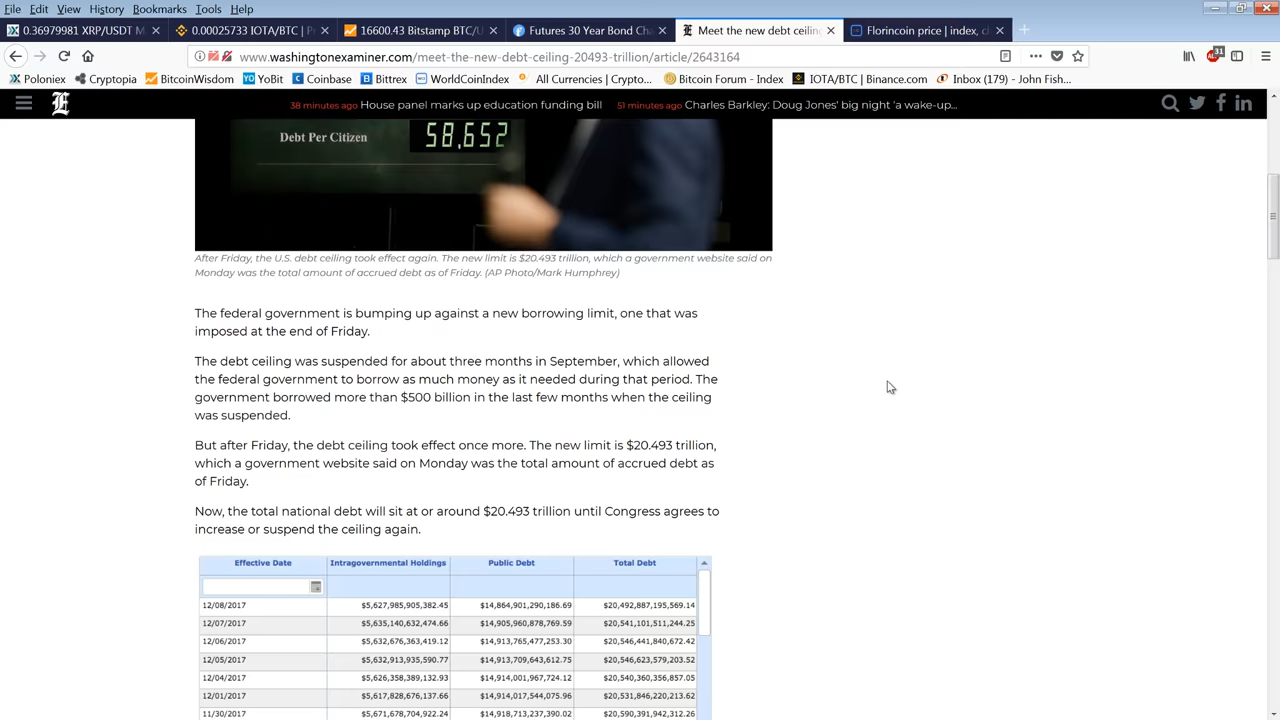 File Edit View History Bookmarks Tools Help
0.36979981 XRP/USDT M
0.00025733 IOTA/BTC |
16600.43 Bitstamp BTC/U
Futures 30 Year Bond Cha
Meet the new debt ceiling
Florincoin price | index, c
www.washingtonexaminer.com/meet-the-new-debt-ceiling-20493-trillion/article/2643164
31
Poloniex Cryptopia BitcoinWisdom YoBit Coinbase Bittrex WorldCoinIndex All Currencies | Crypto... Bitcoin Forum - Index IOTA/BTC | Binance.com Inbox (179) - John Fish...
E 38 minutes ago House panel marks up education funding bill 51 minutes ago Charles Barkley: Doug Jones' big night 'a wake-up... f in
Debt Per Citizen 58,652
After Friday, the U.S. debt ceiling took effect again. The new limit is $20.493 trillion, which a government website said on
Monday was the total amount of accrued debt as of Friday. (AP Photo/Mark Humphrey)
The federal government is bumping up against a new borrowing limit, one that was
imposed at the end of Friday.
The debt ceiling was suspended for about three months in September, which allowed
the federal government to borrow as much money as it needed during that period. The
government borrowed more than $500 billion in the last few months when the ceiling
was suspended.
But after Friday, the debt ceiling took effect once more. The new limit is $20.493 trillion,
which a government website said on Monday was the total amount of accrued debt as
of Friday.
Now, the total national debt will sit at or around $20.493 trillion until Congress agrees to
increase or suspend the ceiling again.
Effective Date Intragovernmental Holdings Public Debt Total Debt
12/08/2017 $5,627,985,905,382.45 $14,864,901,290,186.69 $20,492,887,195,569.14
12/07/2017 $5,635,140,632,474.66 $14,905,960,878,769.59 $20,541,101,511,244.25
12/06/2017 $5,632,676,363,419.12 $14,913,765,477,253.30 $20,546,441,840,672.42
12/05/2017 $5,632,913,935,590.77 $14,913,709,643,612.75 $20,546,623,579,203.52
12/04/2017 $5,626,358,389,132.93 $14,914,001,967,724.12 $20,540,360,356,857.05
12/01/2017 $5,617,828,676,137.66 $14,914,017,544,075.96 $20,531,846,220,213.62
11/30/2017 $5,671,678,704,922.24 $14,918,713,237,390.02 $20,590,391,942,312.26